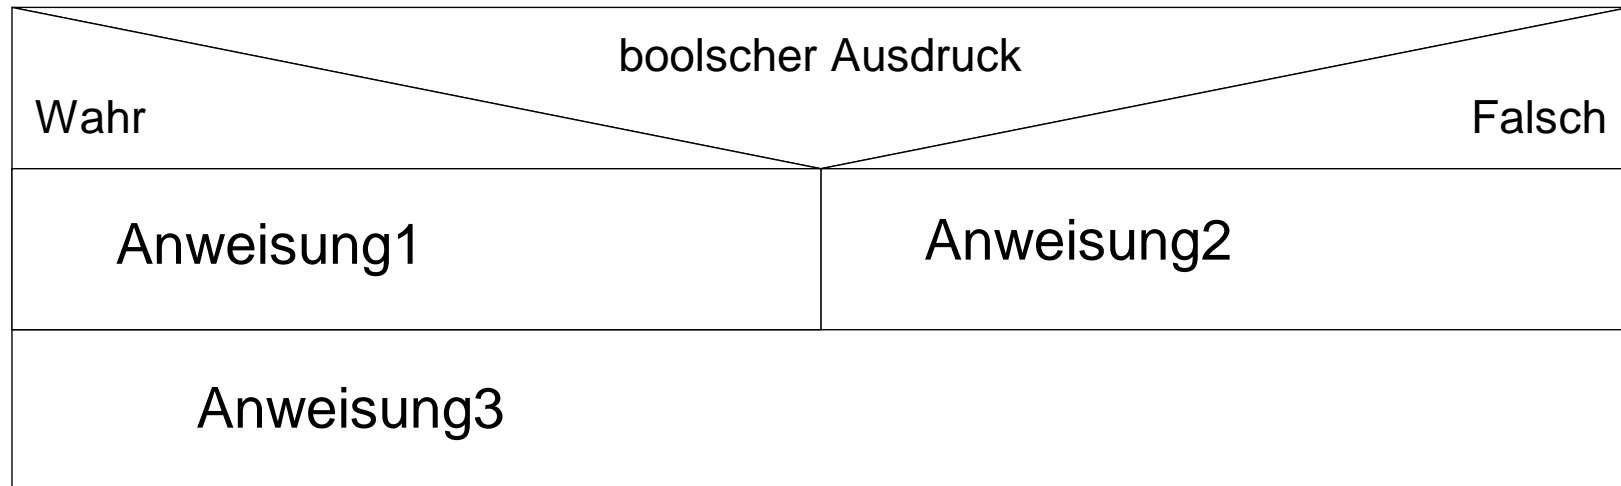 boolscher Ausdruck
Wahr
Falsch
Anweisung1
Anweisung2
Anweisung3